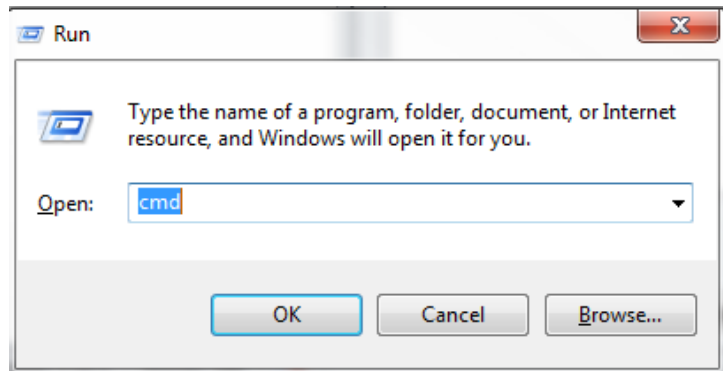 Run
Type the name of a program, folder, document, or Internet
resource, and Windows will open it for you.
Open: cmd
OK Cancel Browse...